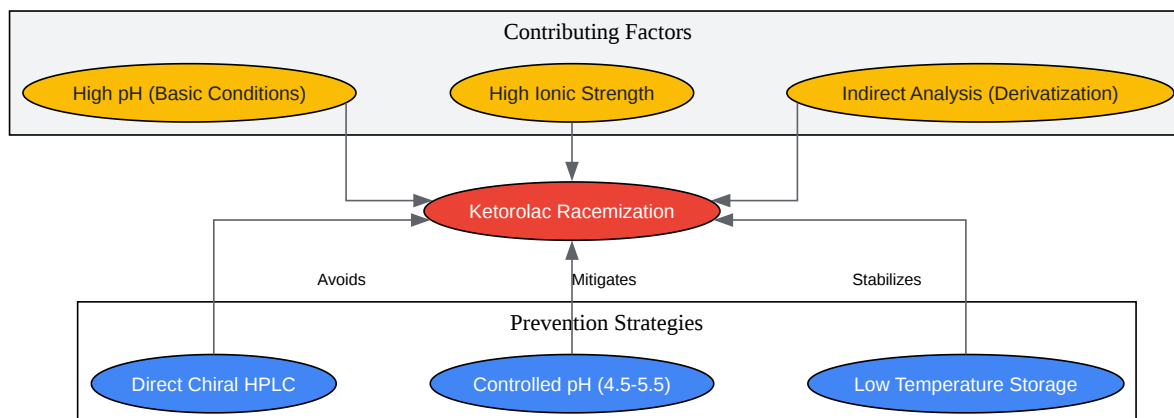 Contributing Factors
High pH (Basic Conditions)
High Ionic Strength
Indirect Analysis (Derivatization)
Ketorolac Racemization
Avoids
Mitigates
Stabilizes
Prevention Strategies
Direct Chiral HPLC
Controlled pH (4.5-5.5)
Low Temperature Storage